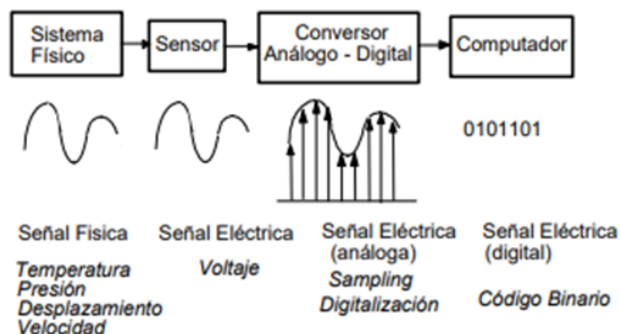 Sistema
Físico
Sensor
Conversor
Análogo - Digital
Computador
0101101
Señal Fisica
Temperatura
Presión
Desplazamiento
Velocidad
Señal Eléctrica
Voltaje
Señal Eléctrica
(análoga)
Sampling
Digitalización
Señal Eléctrica
(digital)
Código Binario